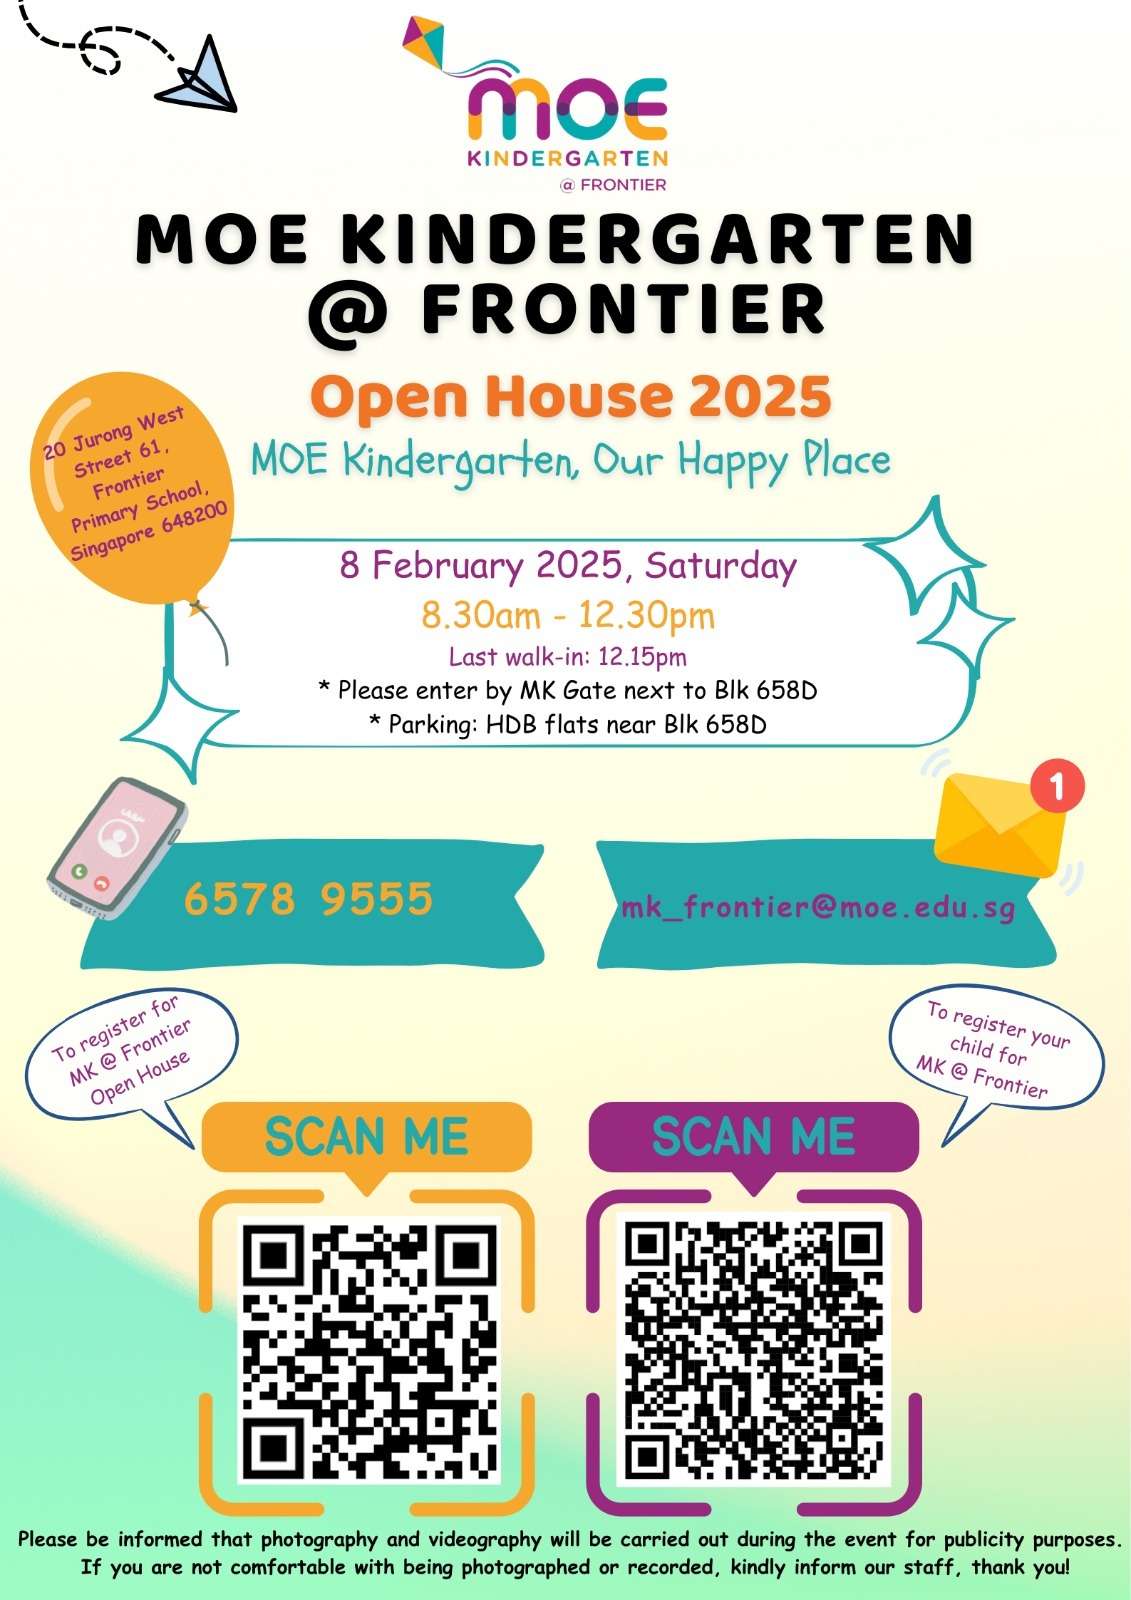 moe
KINDERGARTEN
@ FRONTIER
MOE KINDERGARTEN
@ FRONTIER
Open House 2025
MOE Kindergarten, Our Happy Place
20 Jurong West
Street 61,
Frontier
Primary School,
Singapore 648200
8 February 2025, Saturday
8.30am - 12.30pm
Last walk-in: 12.15pm
* Please enter by MK Gate next to Blk 658D
* Parking: HDB flats near Blk 658D
1
6578 9555
mk_frontier@moe.edu.sg
To register for
MK @ Frontier
Open House
To register your
child for
MK @ Frontier
SCAN ME
SCAN ME
Please be informed that photography and videography will be carried out during the event for publicity purposes.
If you are not comfortable with being photographed or recorded, kindly inform our staff, thank you!